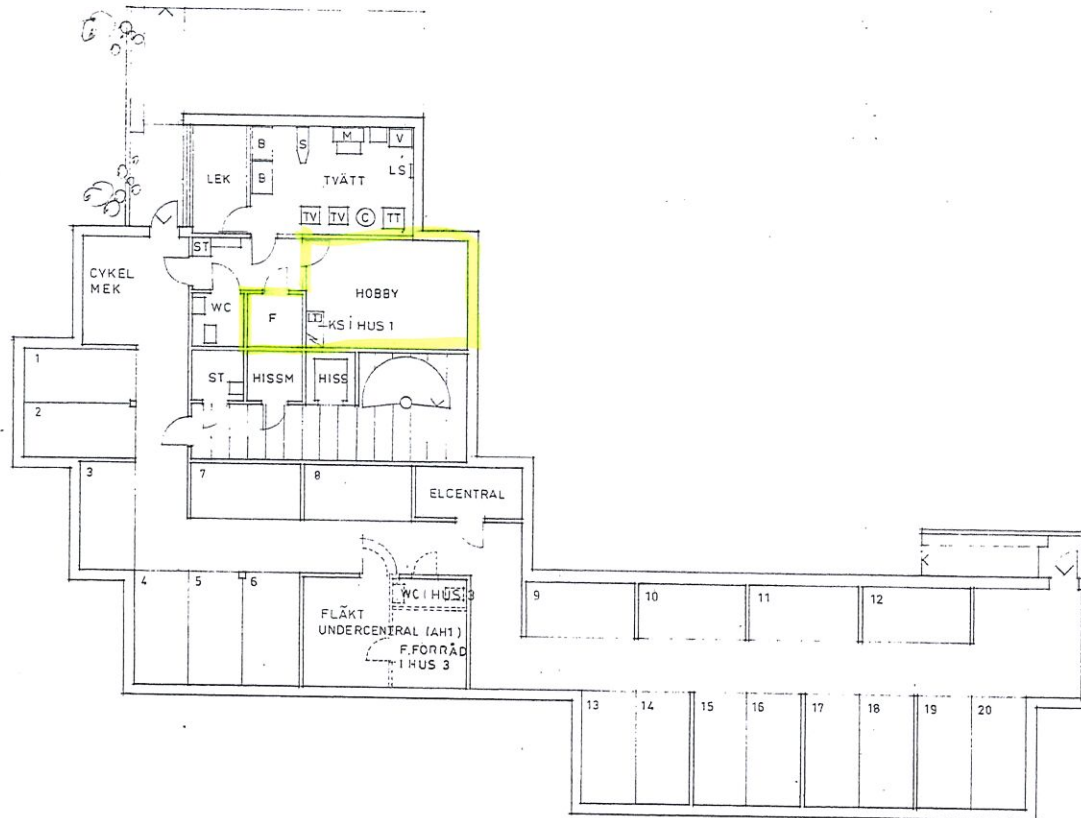 B S M V
LEK B TVÄTT LS
TV TV C TT
ST
CYKEL
MEK
HOBBY
WC F
KS I HUS 1
1
ST HISSM HISS
2
3 7 8
ELCENTRAL
4 5 6
WC I HUS 3
9 10 11 12
FLÄKT
UNDERCENTRAL (AH1)
F.FÖRRÅD
I HUS 3
13 14 15 16 17 18 19 20